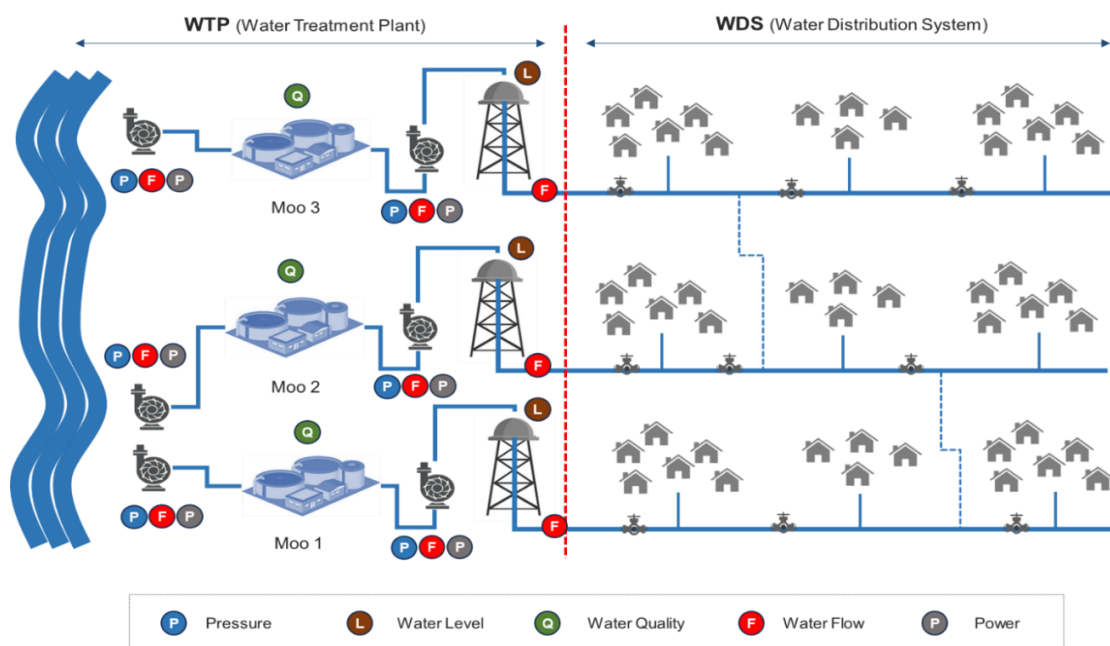 WTP (Water Treatment Plant)
WDS (Water Distribution System)
L
Q
P F P
Moo 3
P F P
F
L
Q
P F P
Moo 2
P F P
F
L
Q
P F P
Moo 1
P F P
F
P Pressure
L Water Level
Q Water Quality
F Water Flow
P Power